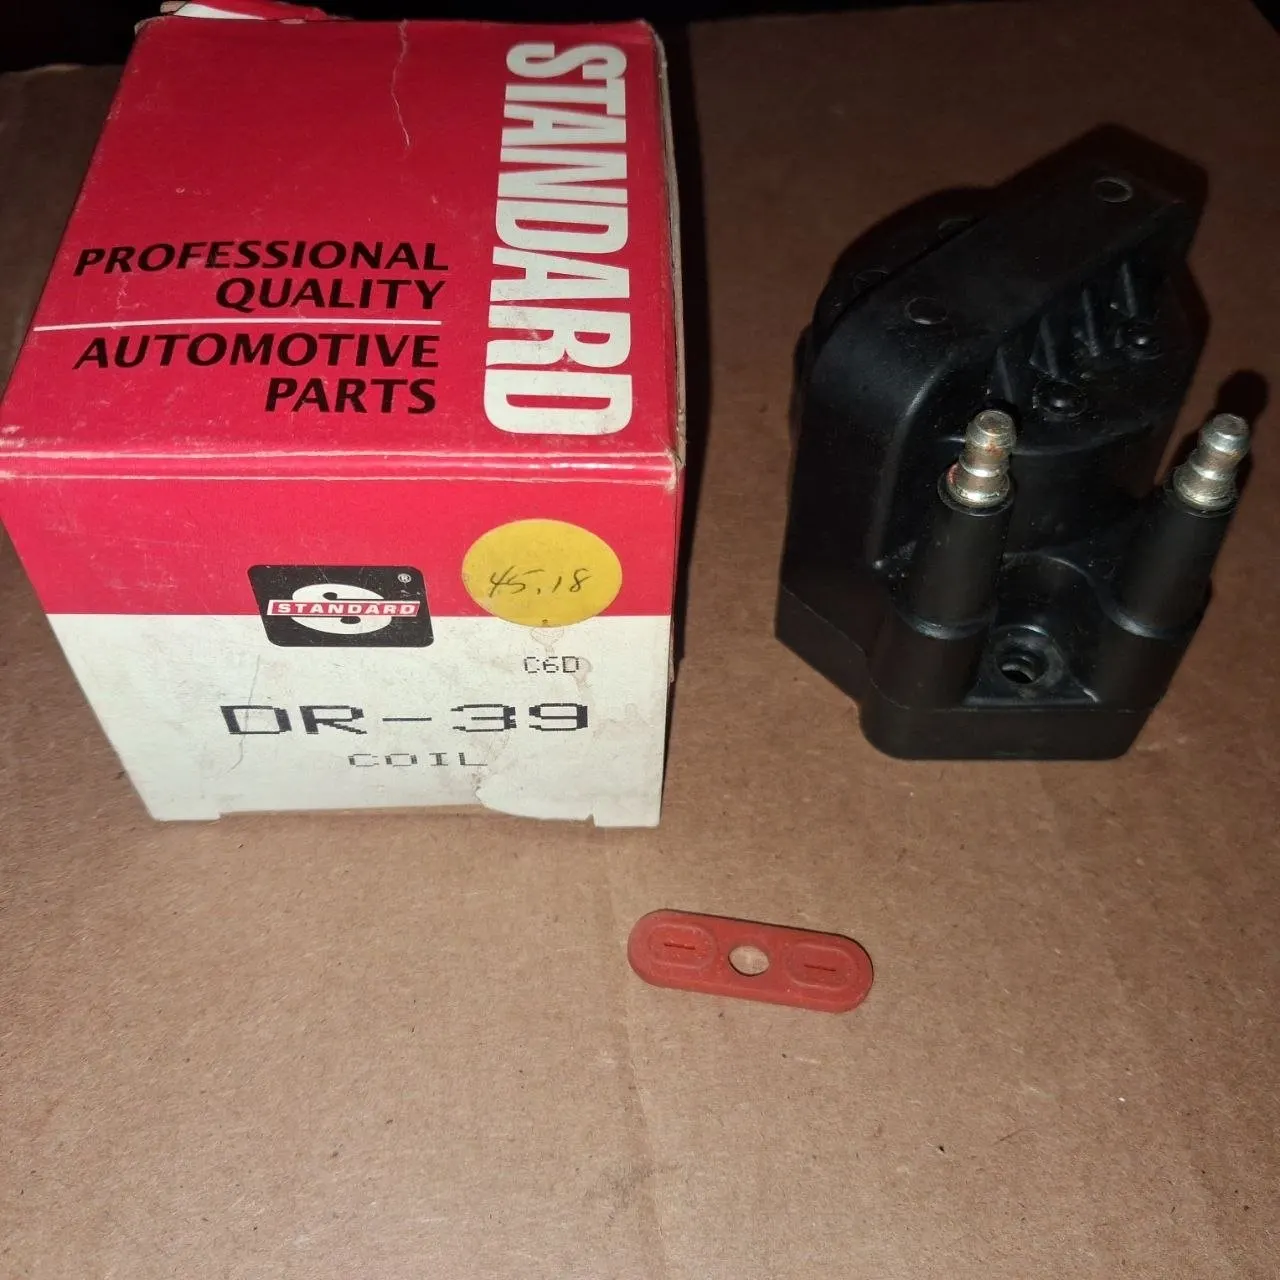 STANDARD
PROFESSIONAL
QUALITY
AUTOMOTIVE
PARTS
STANDARD ®
45.18
C6D
DR-39
COIL